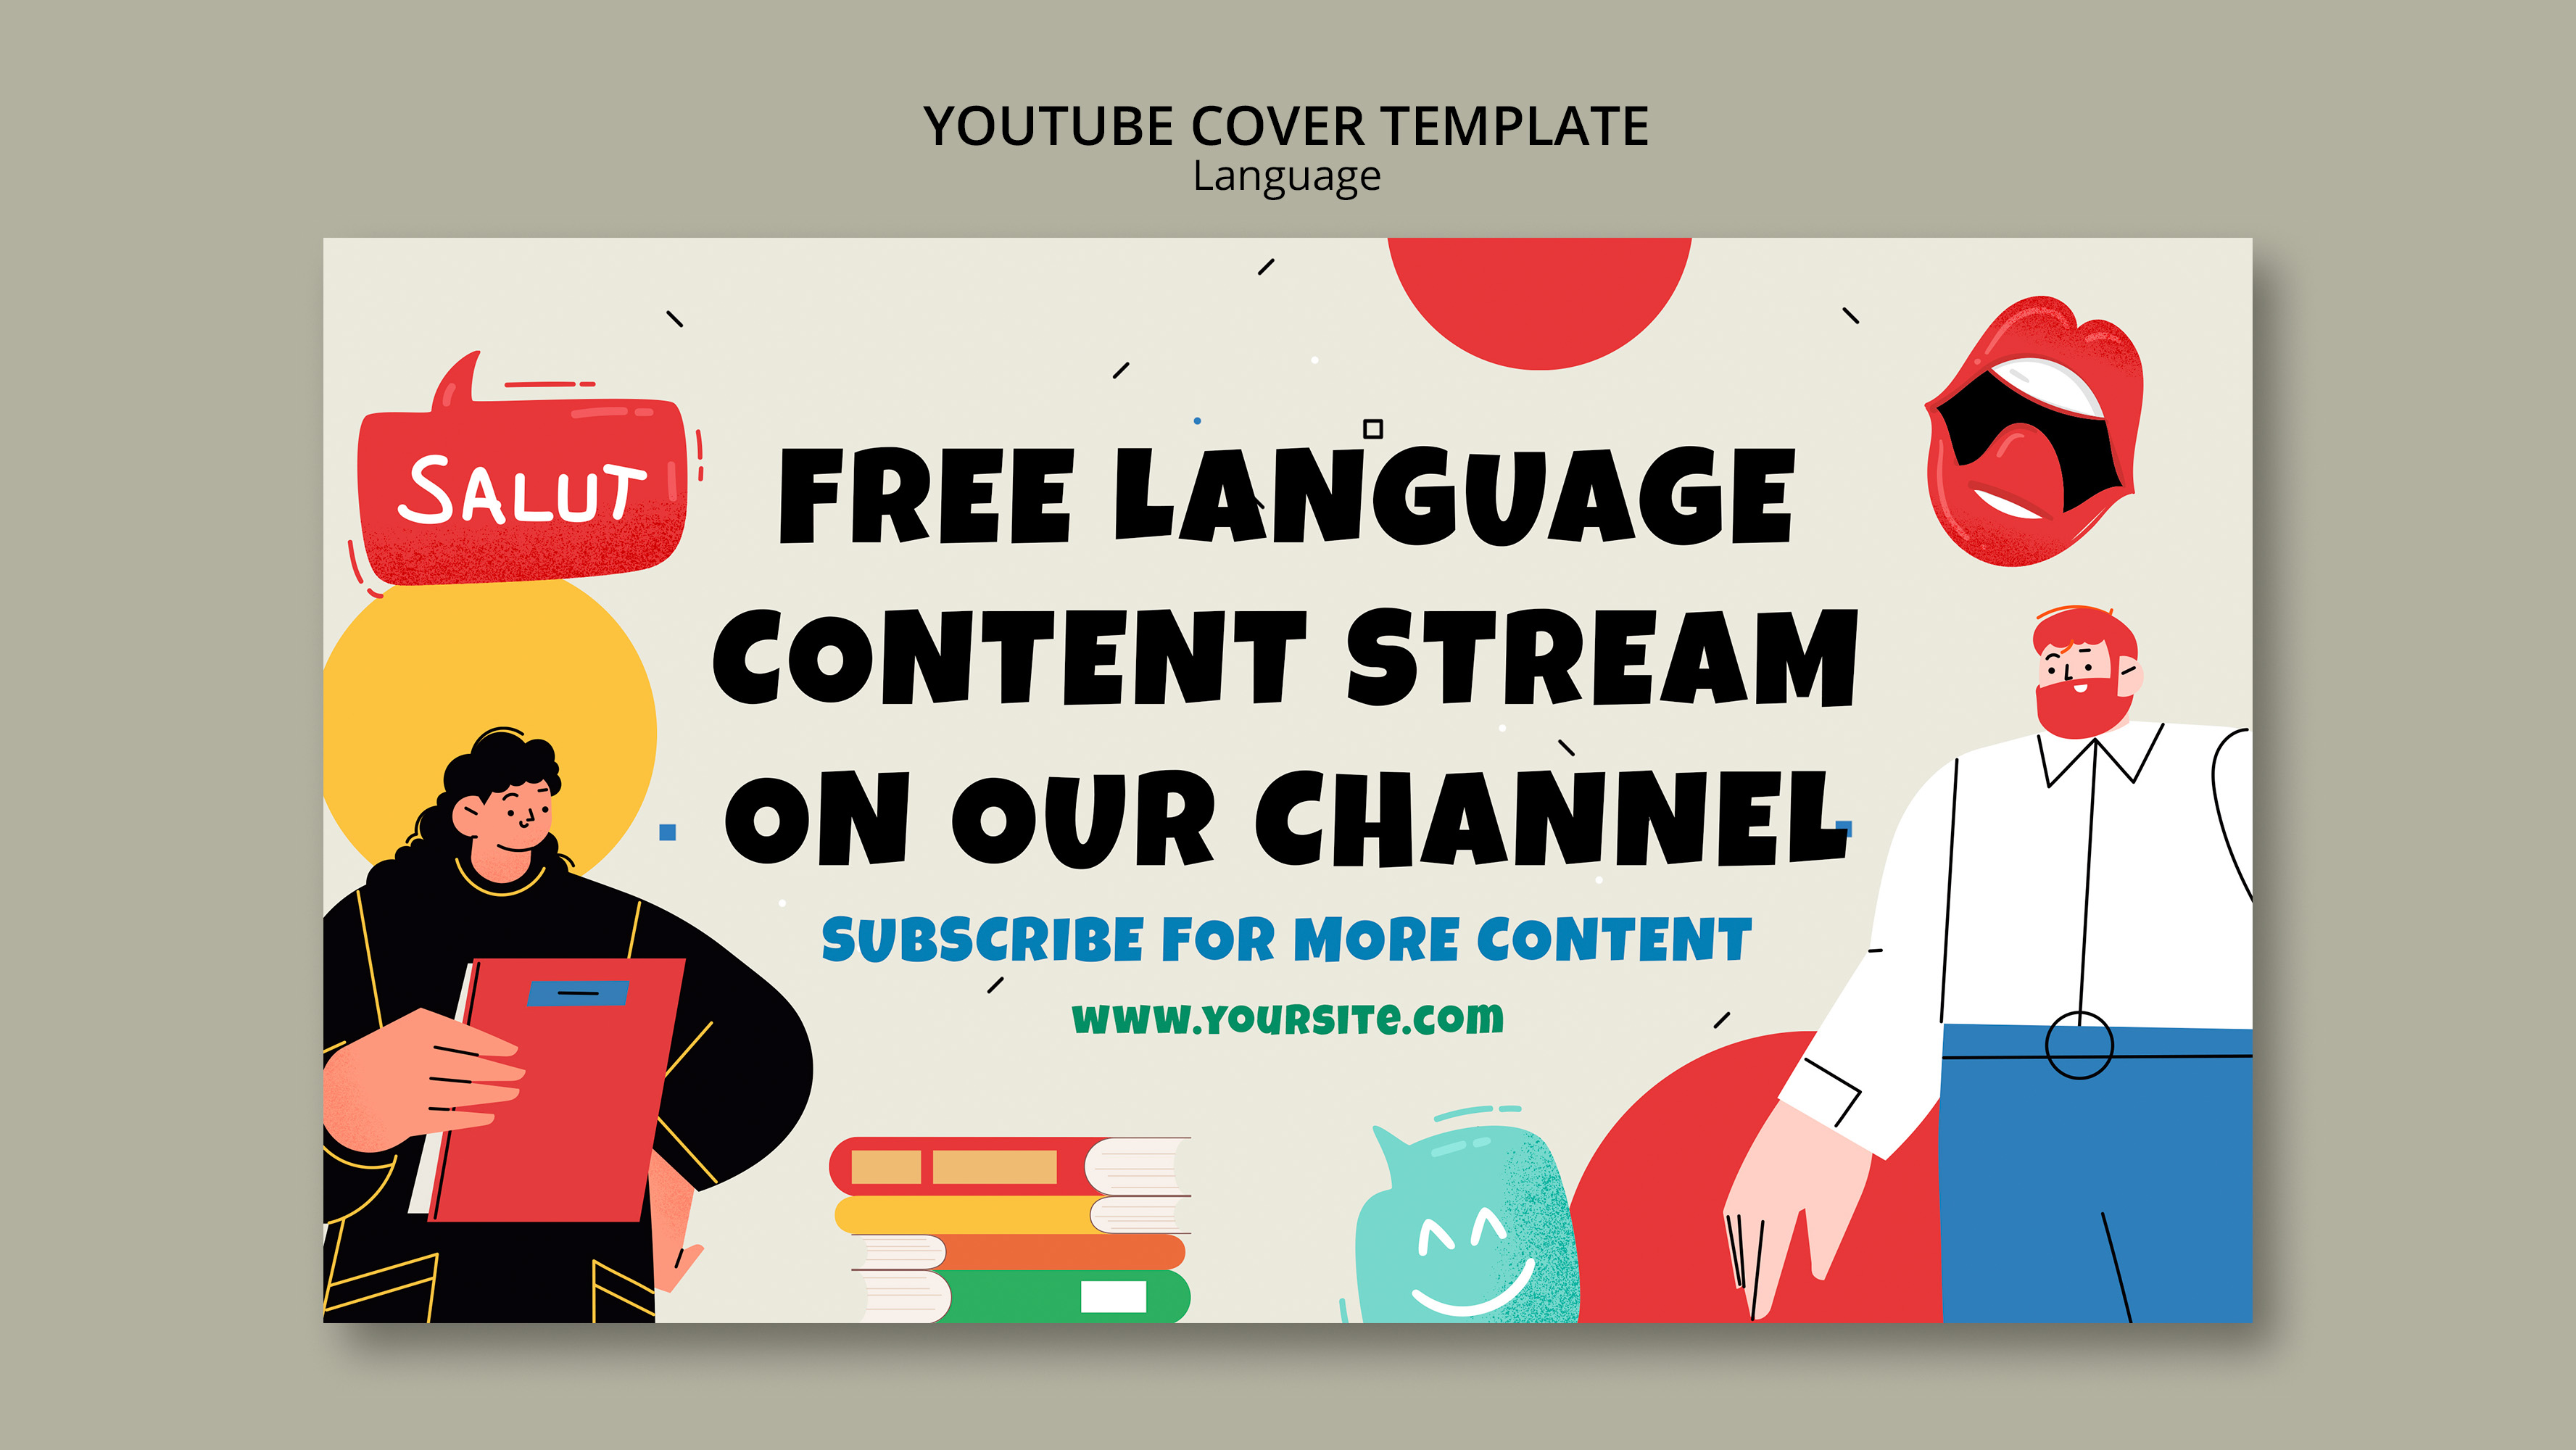 YOUTUBE COVER TEMPLATE
Language
SALUT
FREE LANGUAGE
CONTENT STREAM
ON OUR CHANNEL
SUBSCRIBE FOR MORE CONTENT
WWW.YOURSITE.COM